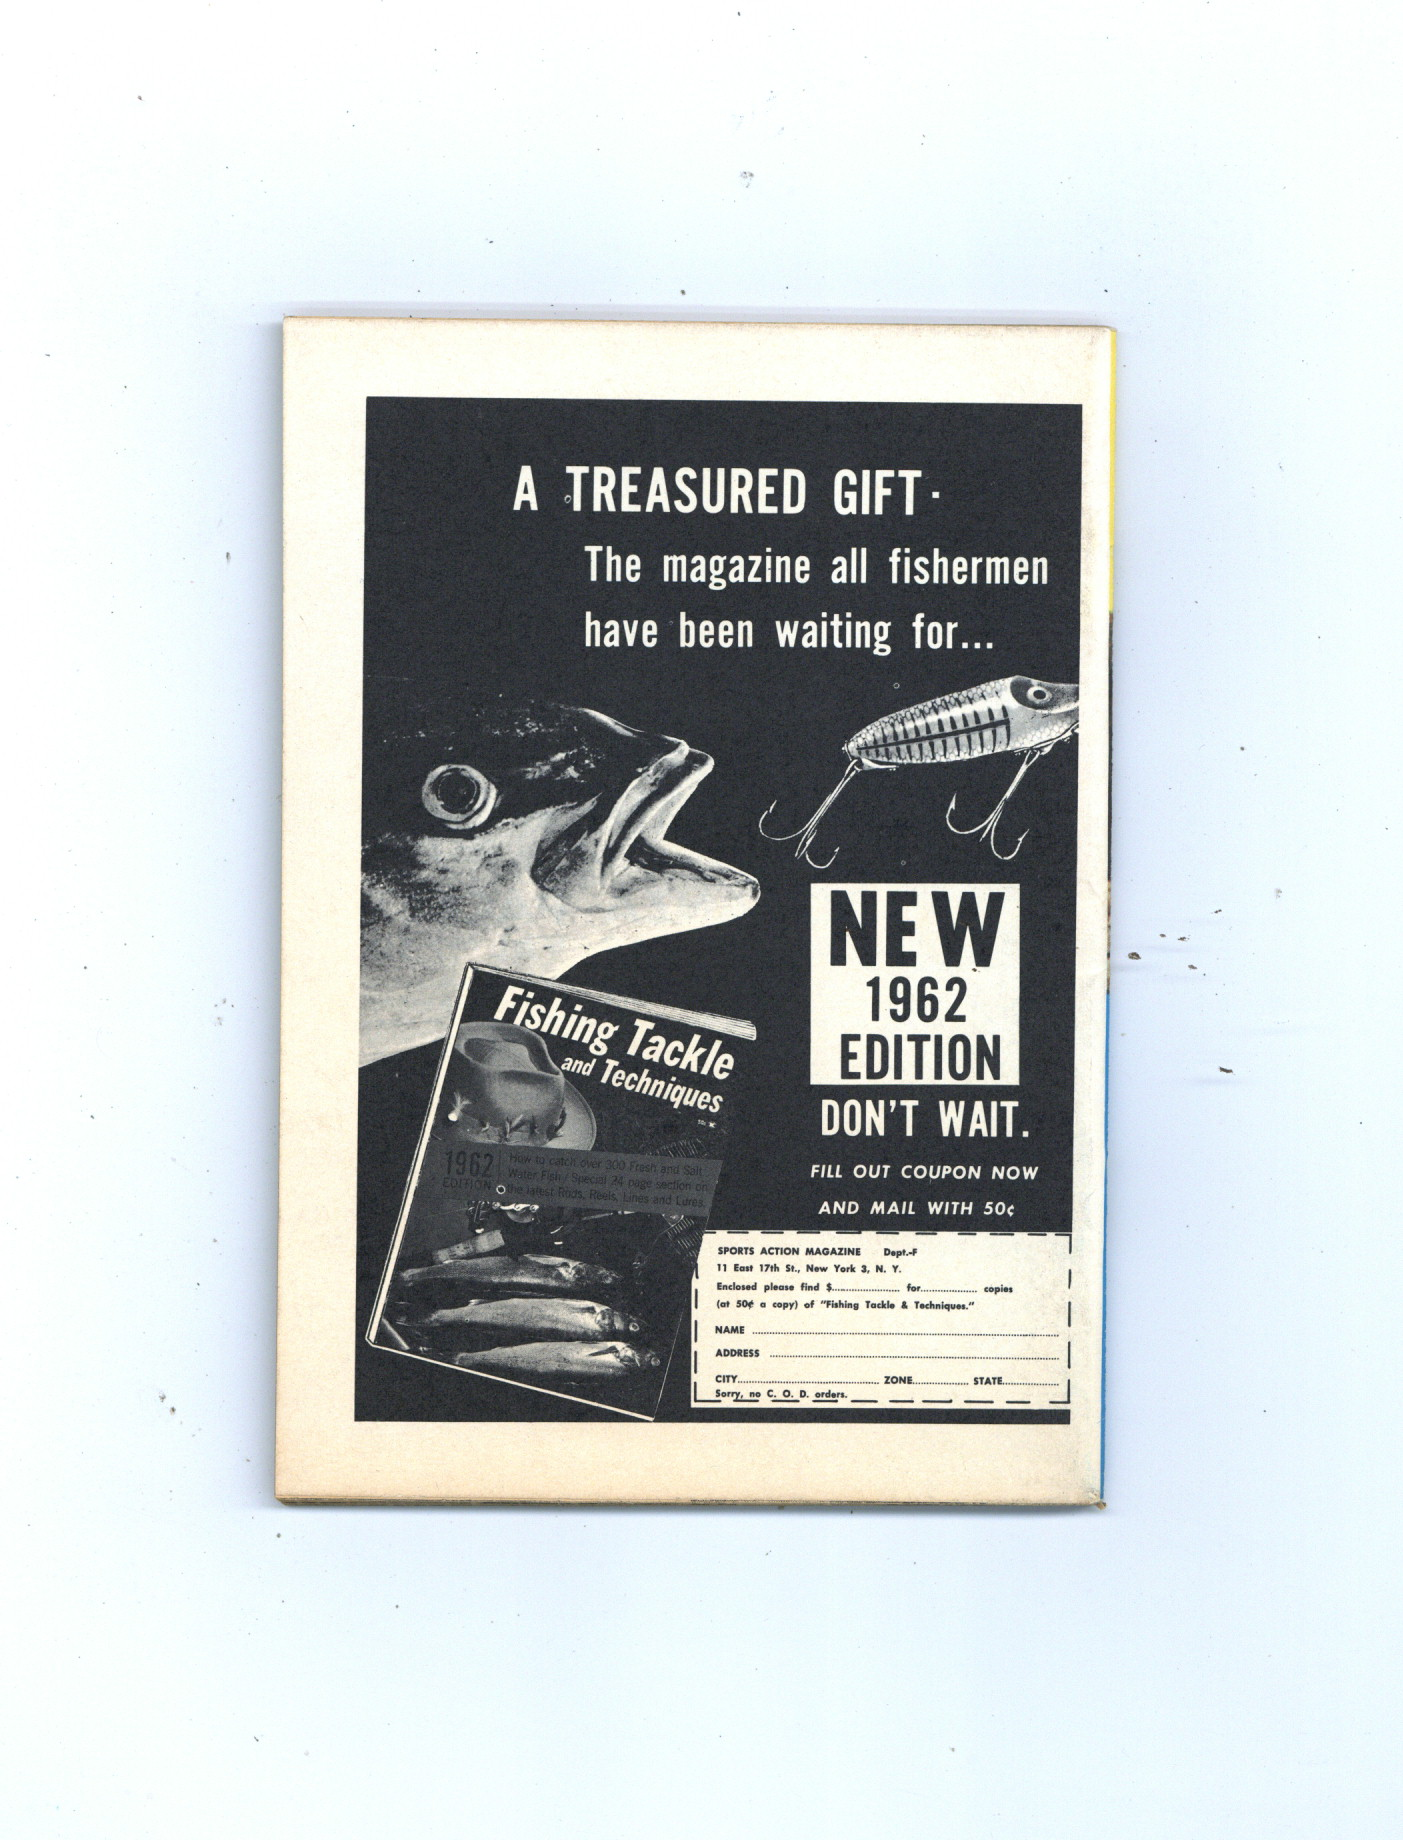 A TREASURED GIFT-
The magazine all fishermen
have been waiting for...
NEW
1962
EDITION
DON'T WAIT.
FILL OUT COUPON NOW
AND MAIL WITH 50¢
Fishing Tackle
and Techniques
1962
EDITION
How to catch over 300 Fresh and Salt
Water Fish / Special 24 page section on
the latest Rods, Reels, Lines and Lures.
SPORTS ACTION MAGAZINE Dept.-F
11 East 17th St., New York 3, N. Y.
Enclosed please find $.................... for.................. copies
(at 50¢ a copy) of "Fishing Tackle & Techniques."
NAME
ADDRESS
CITY.......................................... ZONE................. STATE.................
Sorry, no C. O. D. orders.